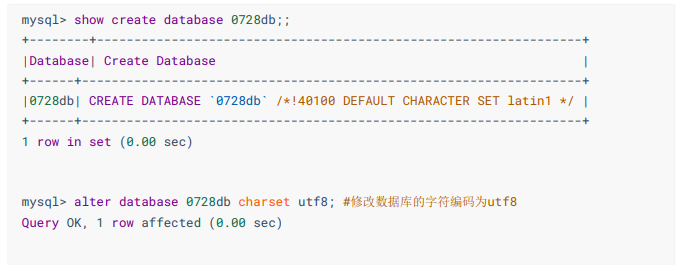 mysql> show create database 0728db;;
+--------+-----------------------------------------------------------------+
|Database| Create Database |
+------+-------------------------------------------------------------------+
|0728db| CREATE DATABASE `0728db` /*!40100 DEFAULT CHARACTER SET latin1 */ |
+------+-------------------------------------------------------------------+
1 row in set (0.00 sec)
mysql> alter database 0728db charset utf8; #修改数据库的字符编码为utf8
Query OK, 1 row affected (0.00 sec)